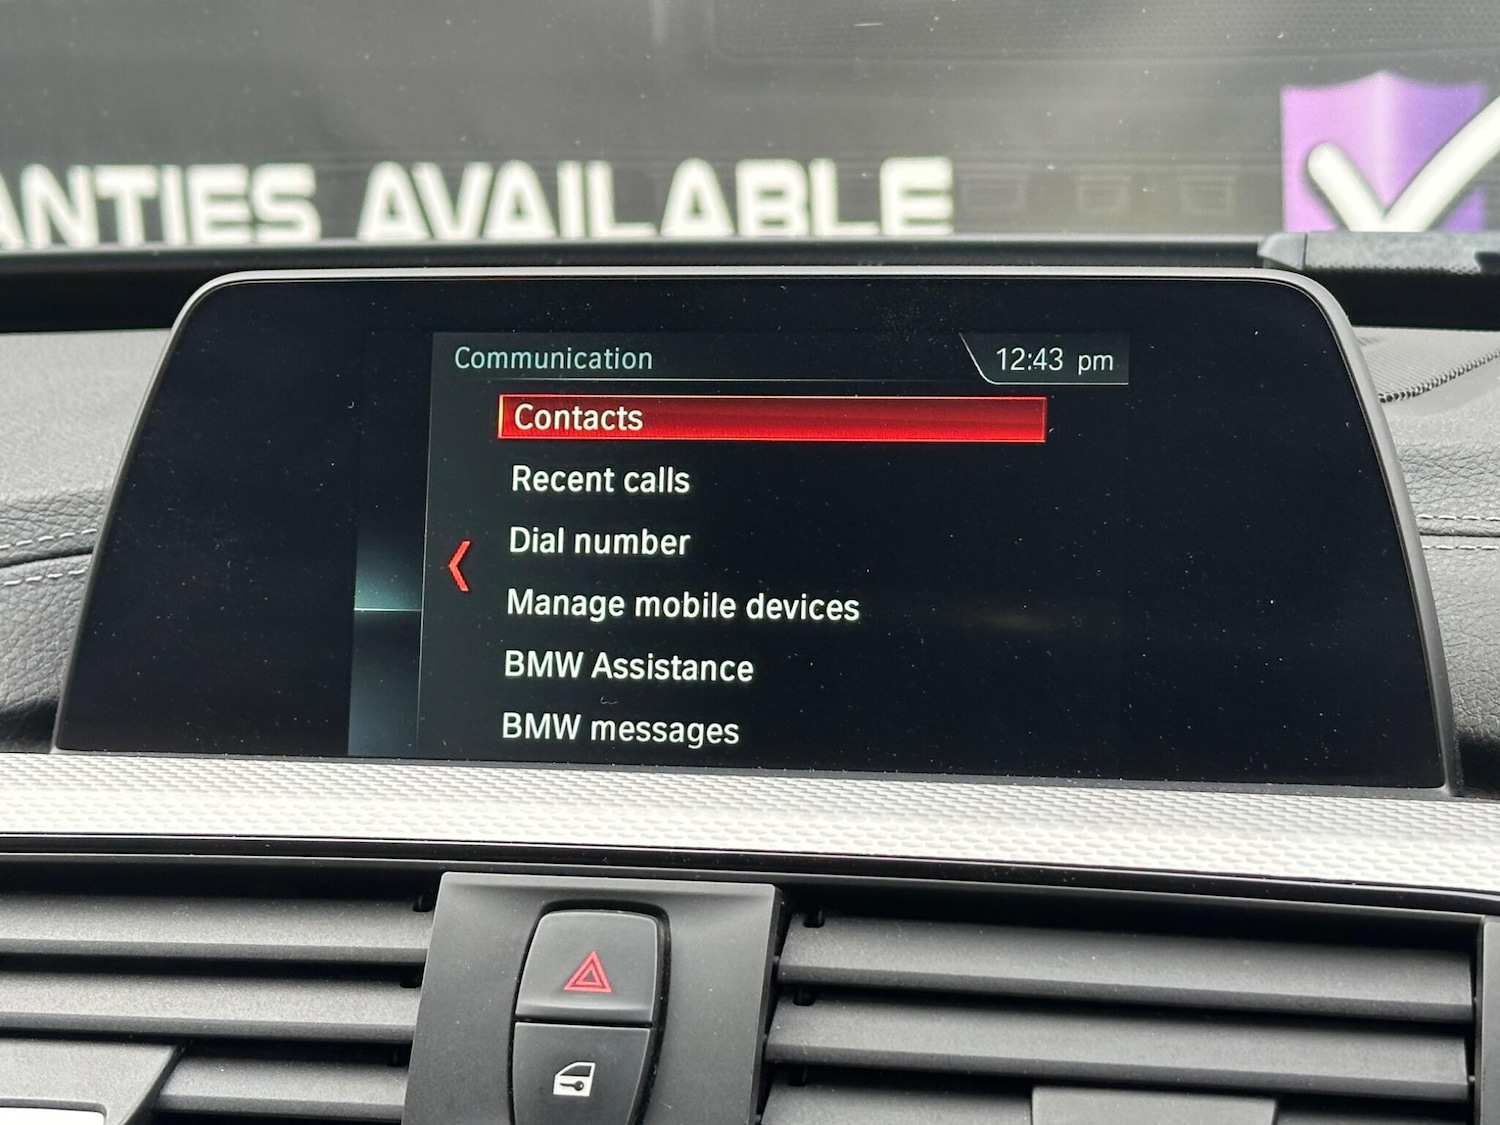 ANTIES AVAILABLE
Communication
12:43 pm
Contacts
Recent calls
Dial number
Manage mobile devices
BMW Assistance
BMW messages